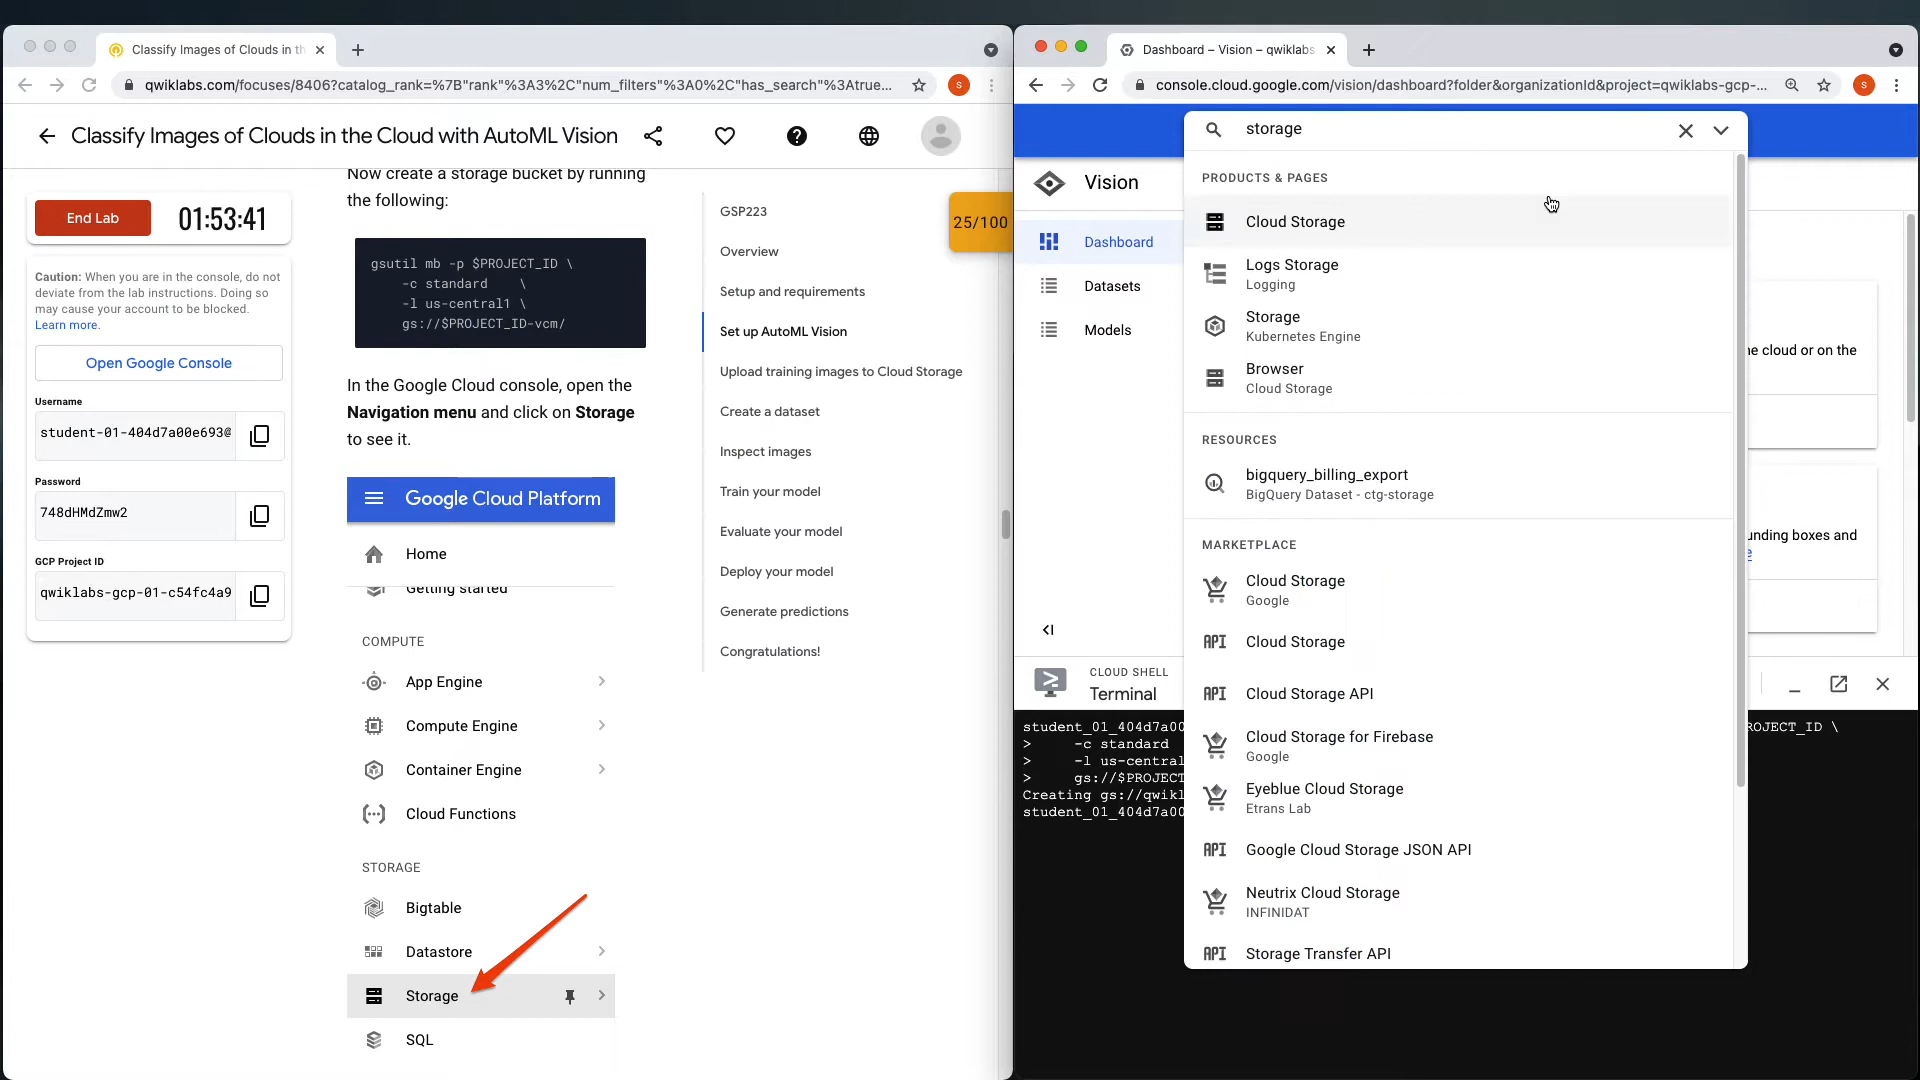 Classify Images of Clouds in th
qwiklabs.com/focuses/8406?catalog_rank=%7B"rank"%3A3%2C"num_filters"%3A0%2C"has_search"%3Atrue...
S
Classify Images of Clouds in the Cloud with AutoML Vision
End Lab
01:53:41
Caution: When you are in the console, do not
deviate from the lab instructions. Doing so
may cause your account to be blocked.
Learn more.
Open Google Console
Username
student-01-404d7a00e693@
Password
748dHMdZmw2
GCP Project ID
qwiklabs-gcp-01-c54fc4a9
Now create a storage bucket by running
the following:
gsutil mb -p $PROJECT_ID \
-c standard \
-l us-central1 \
gs://$PROJECT_ID-vcm/
In the Google Cloud console, open the
Navigation menu and click on Storage
to see it.
Google Cloud Platform
Home
Getting started
COMPUTE
App Engine
Compute Engine
Container Engine
Cloud Functions
STORAGE
Bigtable
Datastore
Storage
SQL
GSP223
Overview
Setup and requirements
Set up AutoML Vision
Upload training images to Cloud Storage
Create a dataset
Inspect images
Train your model
Evaluate your model
Deploy your model
Generate predictions
Congratulations!
25/100
Dashboard – Vision – qwiklabs
console.cloud.google.com/vision/dashboard?folder&organizationId&project=qwiklabs-gcp-...
S
storage
Vision
Dashboard
Datasets
Models
PRODUCTS & PAGES
Cloud Storage
Logs Storage
Logging
Storage
Kubernetes Engine
Browser
Cloud Storage
RESOURCES
bigquery_billing_export
BigQuery Dataset - ctg-storage
MARKETPLACE
Cloud Storage
Google
API Cloud Storage
API Cloud Storage API
Cloud Storage for Firebase
Google
Eyeblue Cloud Storage
Etrans Lab
API Google Cloud Storage JSON API
Neutrix Cloud Storage
INFINIDAT
API Storage Transfer API
he cloud or on the
unding boxes and
e
CLOUD SHELL
Terminal
student_01_404d7a00 ROJECT_ID \
> -c standard
> -l us-central
> gs://$PROJECT
Creating gs://qwikl
student_01_404d7a00